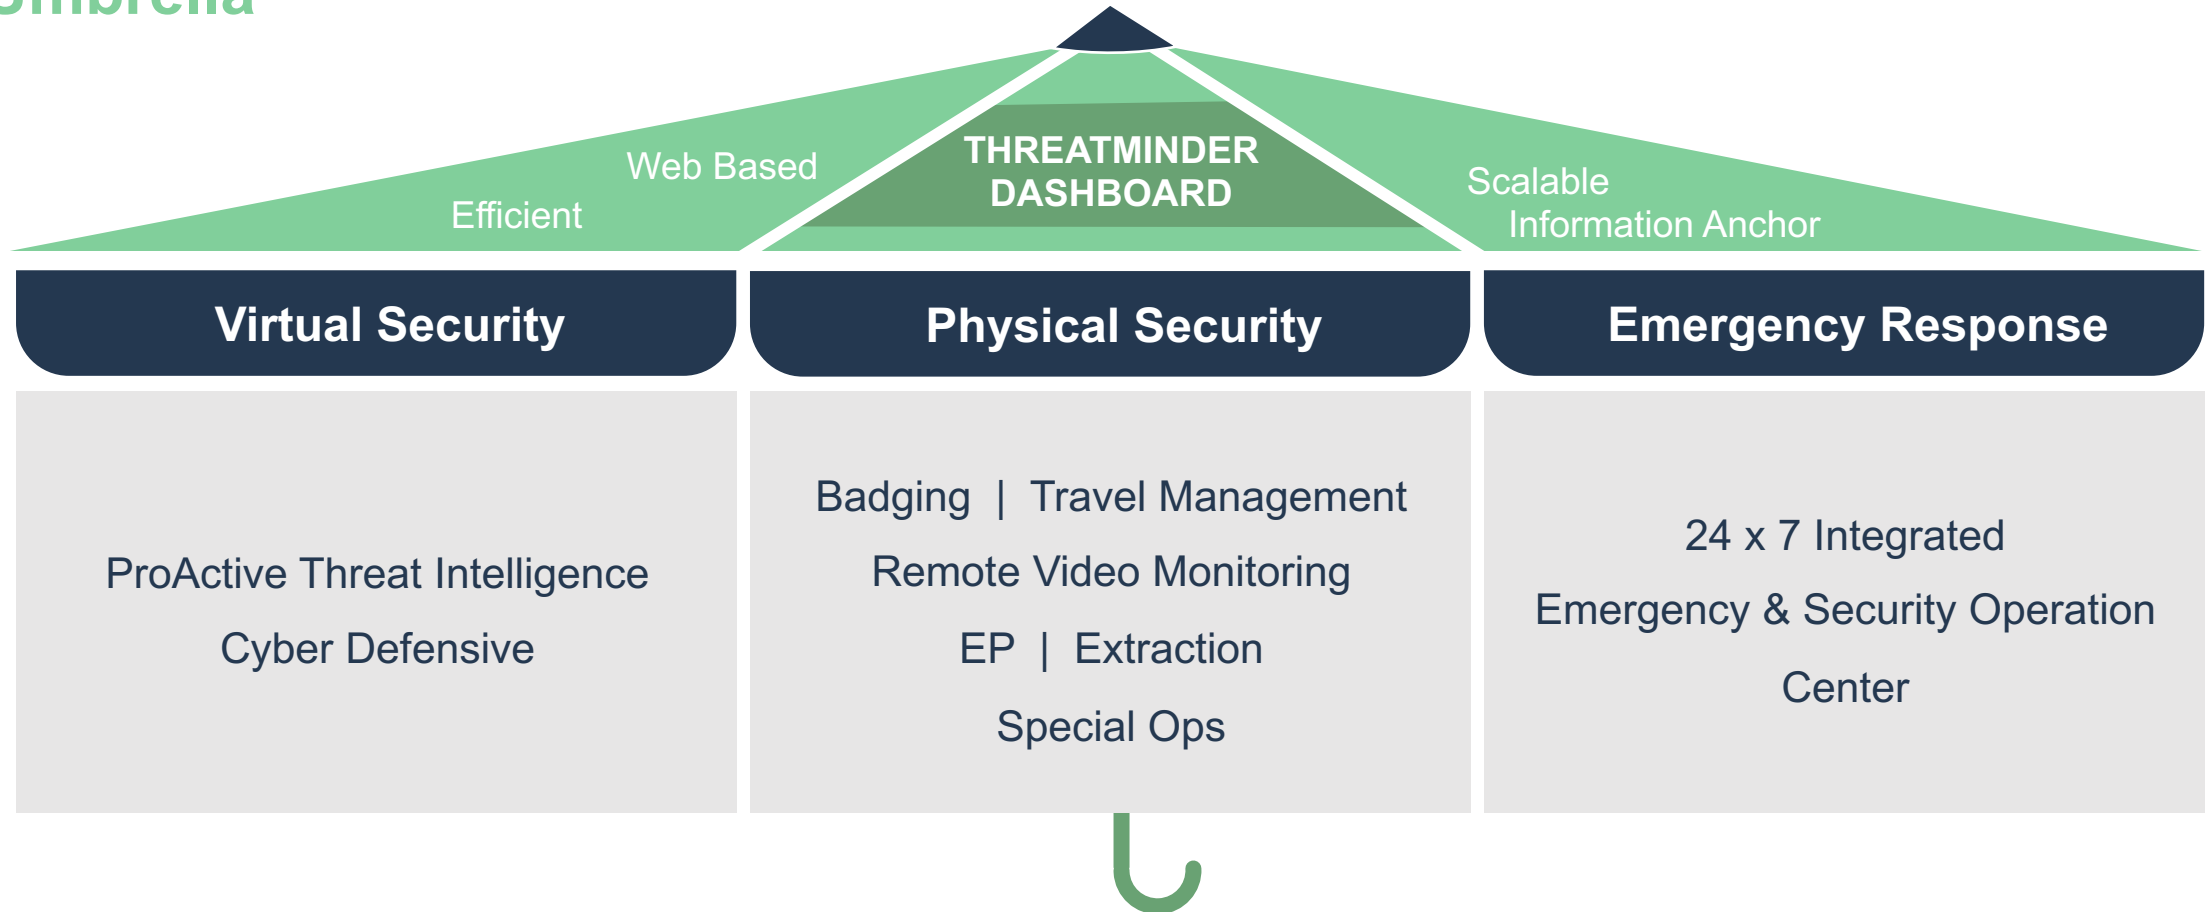 Umbrella
THREATMINDER
DASHBOARD
Web Based
Efficient
Scalable
Information Anchor
Virtual Security
Physical Security
Emergency Response
ProActive Threat Intelligence
Cyber Defensive
Badging | Travel Management
Remote Video Monitoring
EP | Extraction
Special Ops
24 x 7 Integrated
Emergency & Security Operation
Center